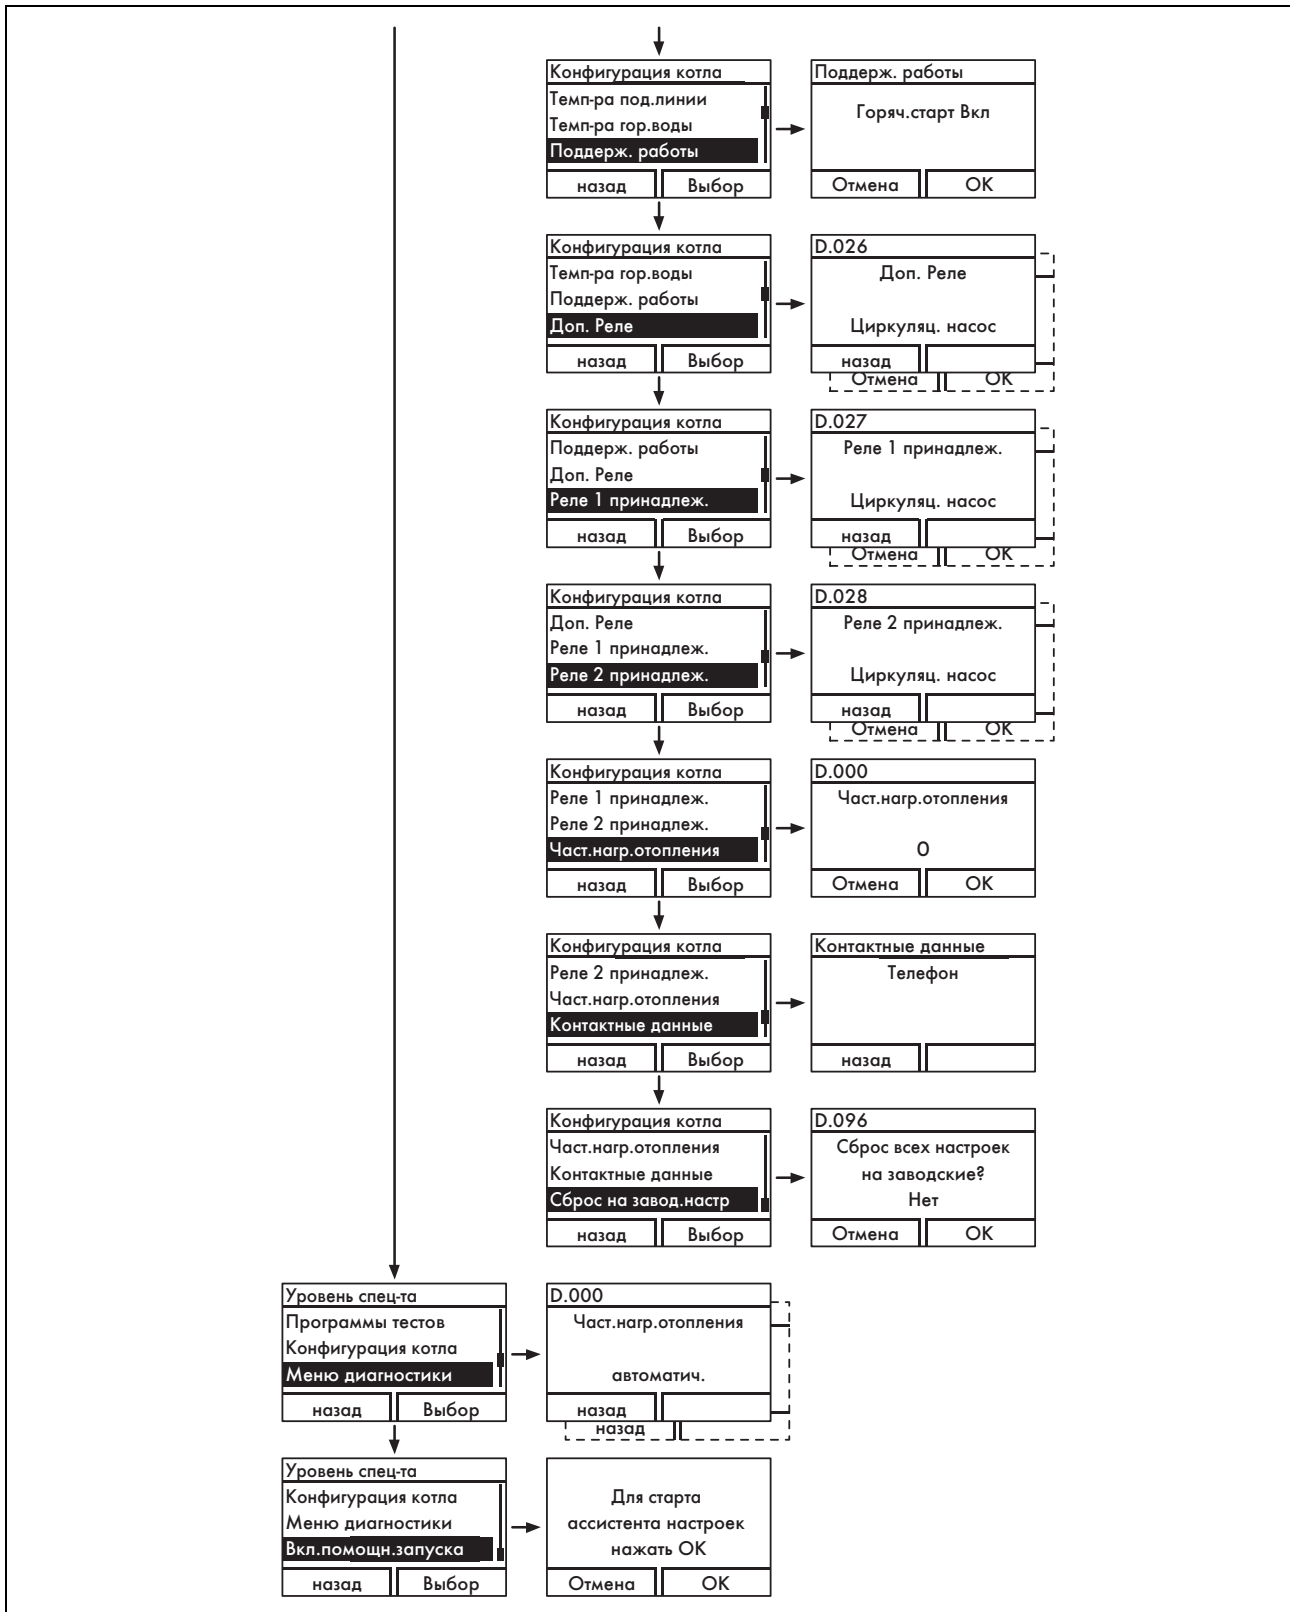 Конфигурация котла
Темп-ра под.линии
Темп-ра гор.воды
Поддерж. работы
назад
Выбор
Поддерж. работы
Горяч.старт Вкл
Отмена
OK
Конфигурация котла
Темп-ра гор.воды
Поддерж. работы
Доп. Реле
назад
Выбор
D.026
Доп. Реле
Циркуляц. насос
назад
Отмена
OK
Конфигурация котла
Поддерж. работы
Доп. Реле
Реле 1 принадлеж.
назад
Выбор
D.027
Реле 1 принадлеж.
Циркуляц. насос
назад
Отмена
OK
Конфигурация котла
Доп. Реле
Реле 1 принадлеж.
Реле 2 принадлеж.
назад
Выбор
D.028
Реле 2 принадлеж.
Циркуляц. насос
назад
Отмена
OK
Конфигурация котла
Реле 1 принадлеж.
Реле 2 принадлеж.
Част.нагр.отопления
назад
Выбор
D.000
Част.нагр.отопления
0
Отмена
OK
Конфигурация котла
Реле 2 принадлеж.
Част.нагр.отопления
Контактные данные
назад
Выбор
Контактные данные
Телефон
назад
Конфигурация котла
Част.нагр.отопления
Контактные данные
Сброс на завод.настр
назад
Выбор
D.096
Сброс всех настроек
на заводские?
Нет
Отмена
OK
Уровень спец-та
Программы тестов
Конфигурация котла
Меню диагностики
назад
Выбор
D.000
Част.нагр.отопления
автоматич.
назад
назад
Уровень спец-та
Конфигурация котла
Меню диагностики
Вкл.помощн.запуска
назад
Выбор
Для старта
ассистента настроек
нажать OK
Отмена
OK